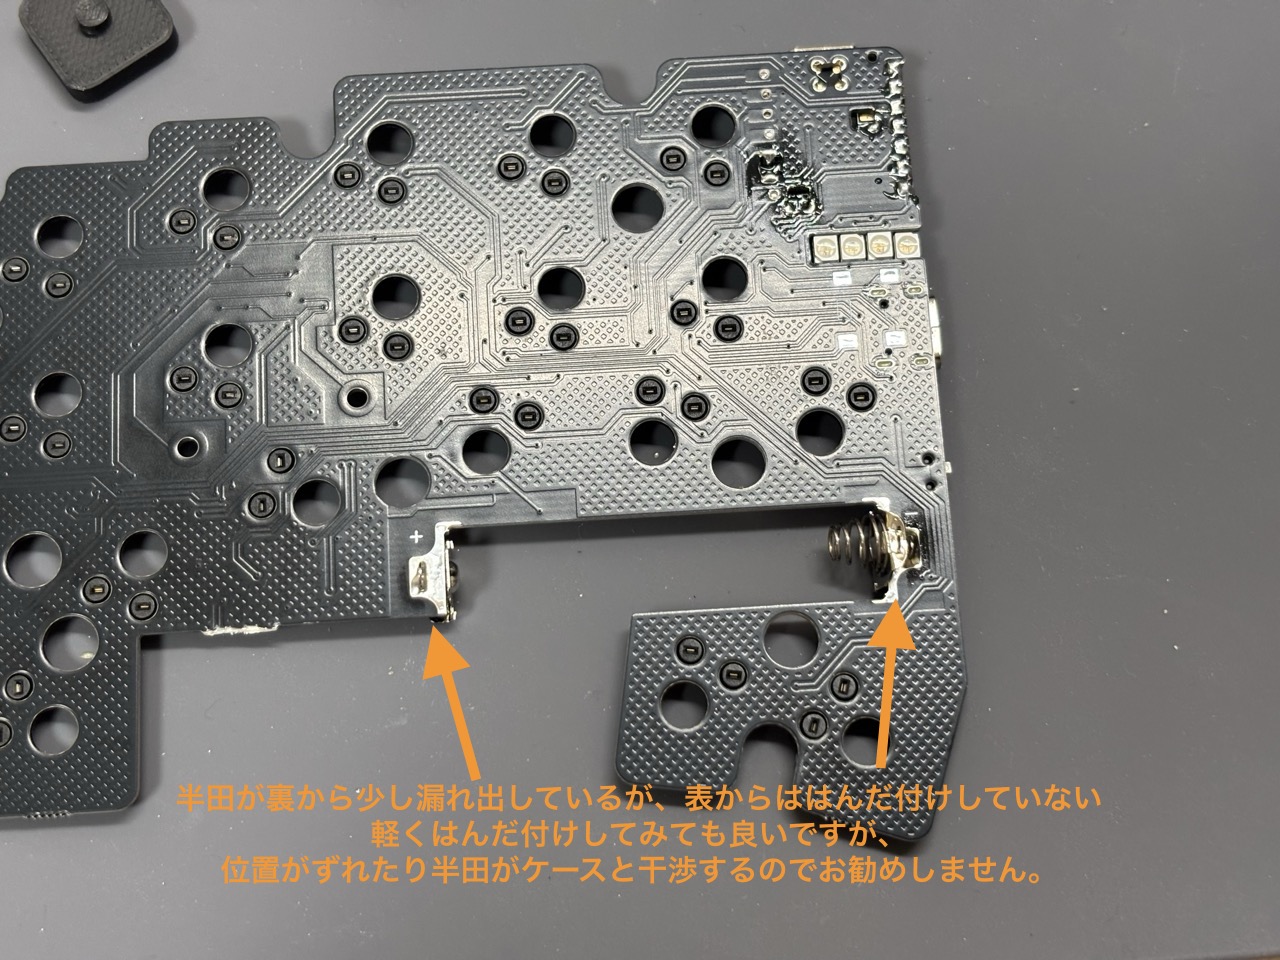 +
半田が裏から少し漏れ出しているが、表からははんだ付けしていない
軽くはんだ付けしてみても良いですが、
位置がずれたり半田がケースと干渉するのでお勧めしません。